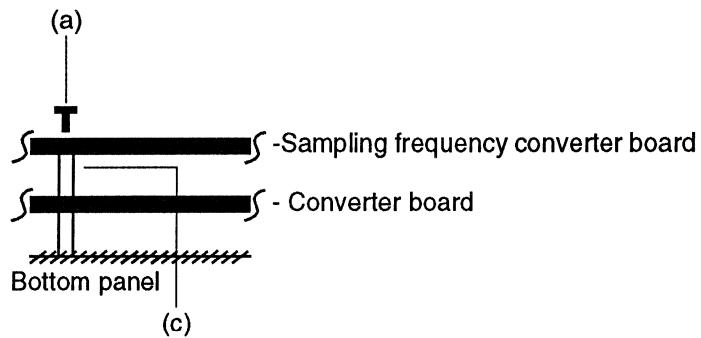 (a)
-Sampling frequency converter board
- Converter board
Bottom panel
(c)